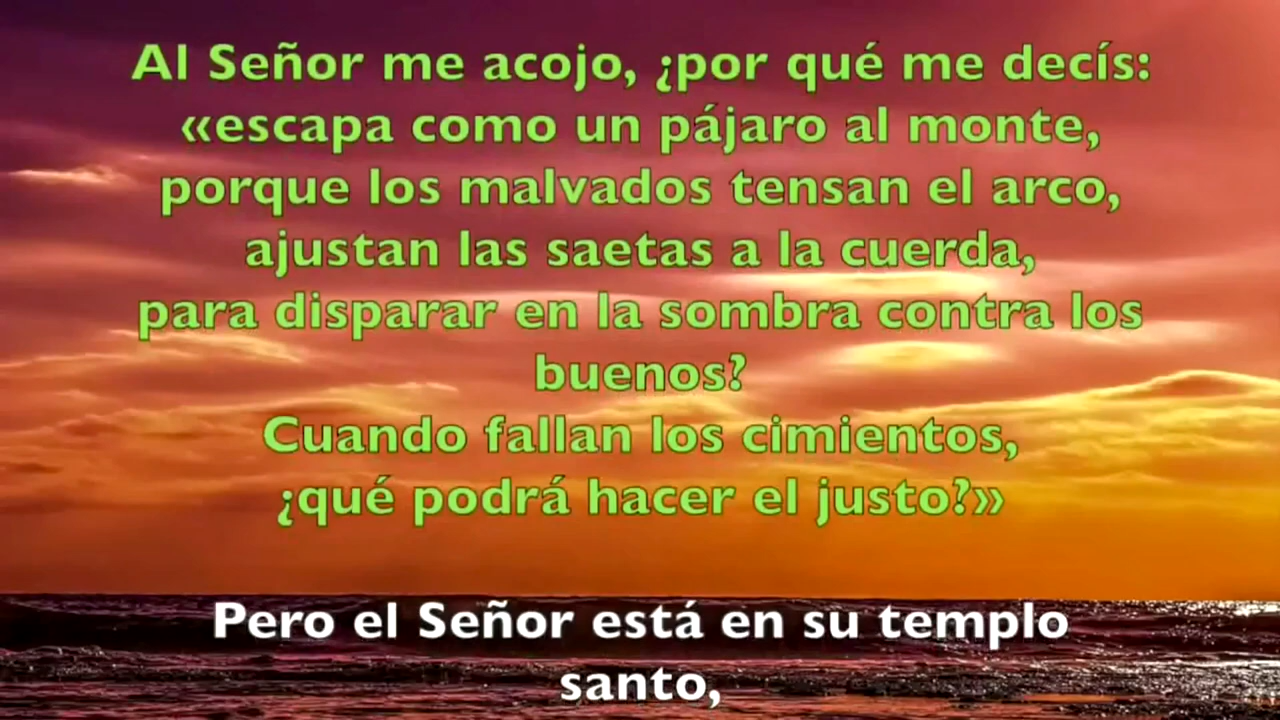 Al Señor me acojo, ¿por qué me decís:
«escapa como un pájaro al monte,
porque los malvados tensan el arco,
ajustan las saetas a la cuerda,
para disparar en la sombra contra los
buenos?
Cuando fallan los cimientos,
¿qué podrá hacer el justo?»
Pero el Señor está en su templo
santo,